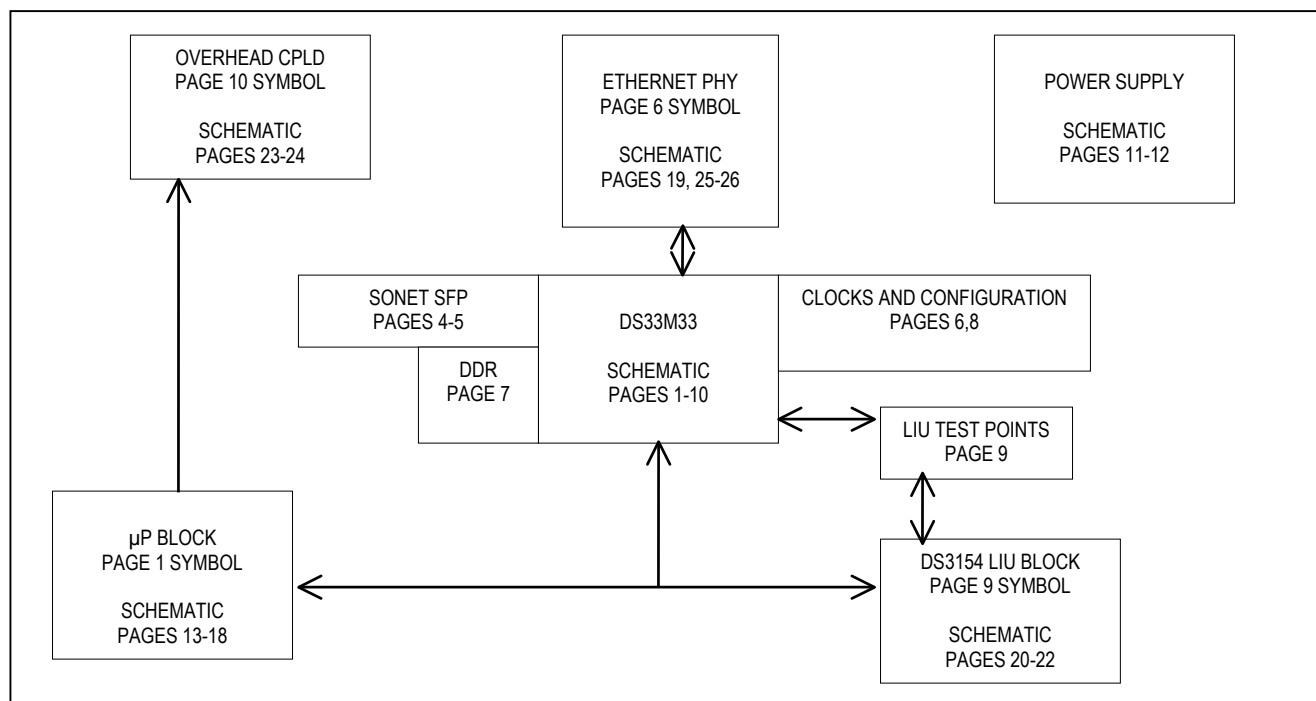 OVERHEAD CPLD
PAGE 10 SYMBOL
SCHEMATIC
PAGES 23-24
ETHERNET PHY
PAGE 6 SYMBOL
SCHEMATIC
PAGES 19, 25-26
POWER SUPPLY
SCHEMATIC
PAGES 11-12
SONET SFP
PAGES 4-5
DS33M33
SCHEMATIC
PAGES 1-10
CLOCKS AND CONFIGURATION
PAGES 6,8
DDR
PAGE 7
LIU TEST POINTS
PAGE 9
µP BLOCK
PAGE 1 SYMBOL
SCHEMATIC
PAGES 13-18
DS3154 LIU BLOCK
PAGE 9 SYMBOL
SCHEMATIC
PAGES 20-22